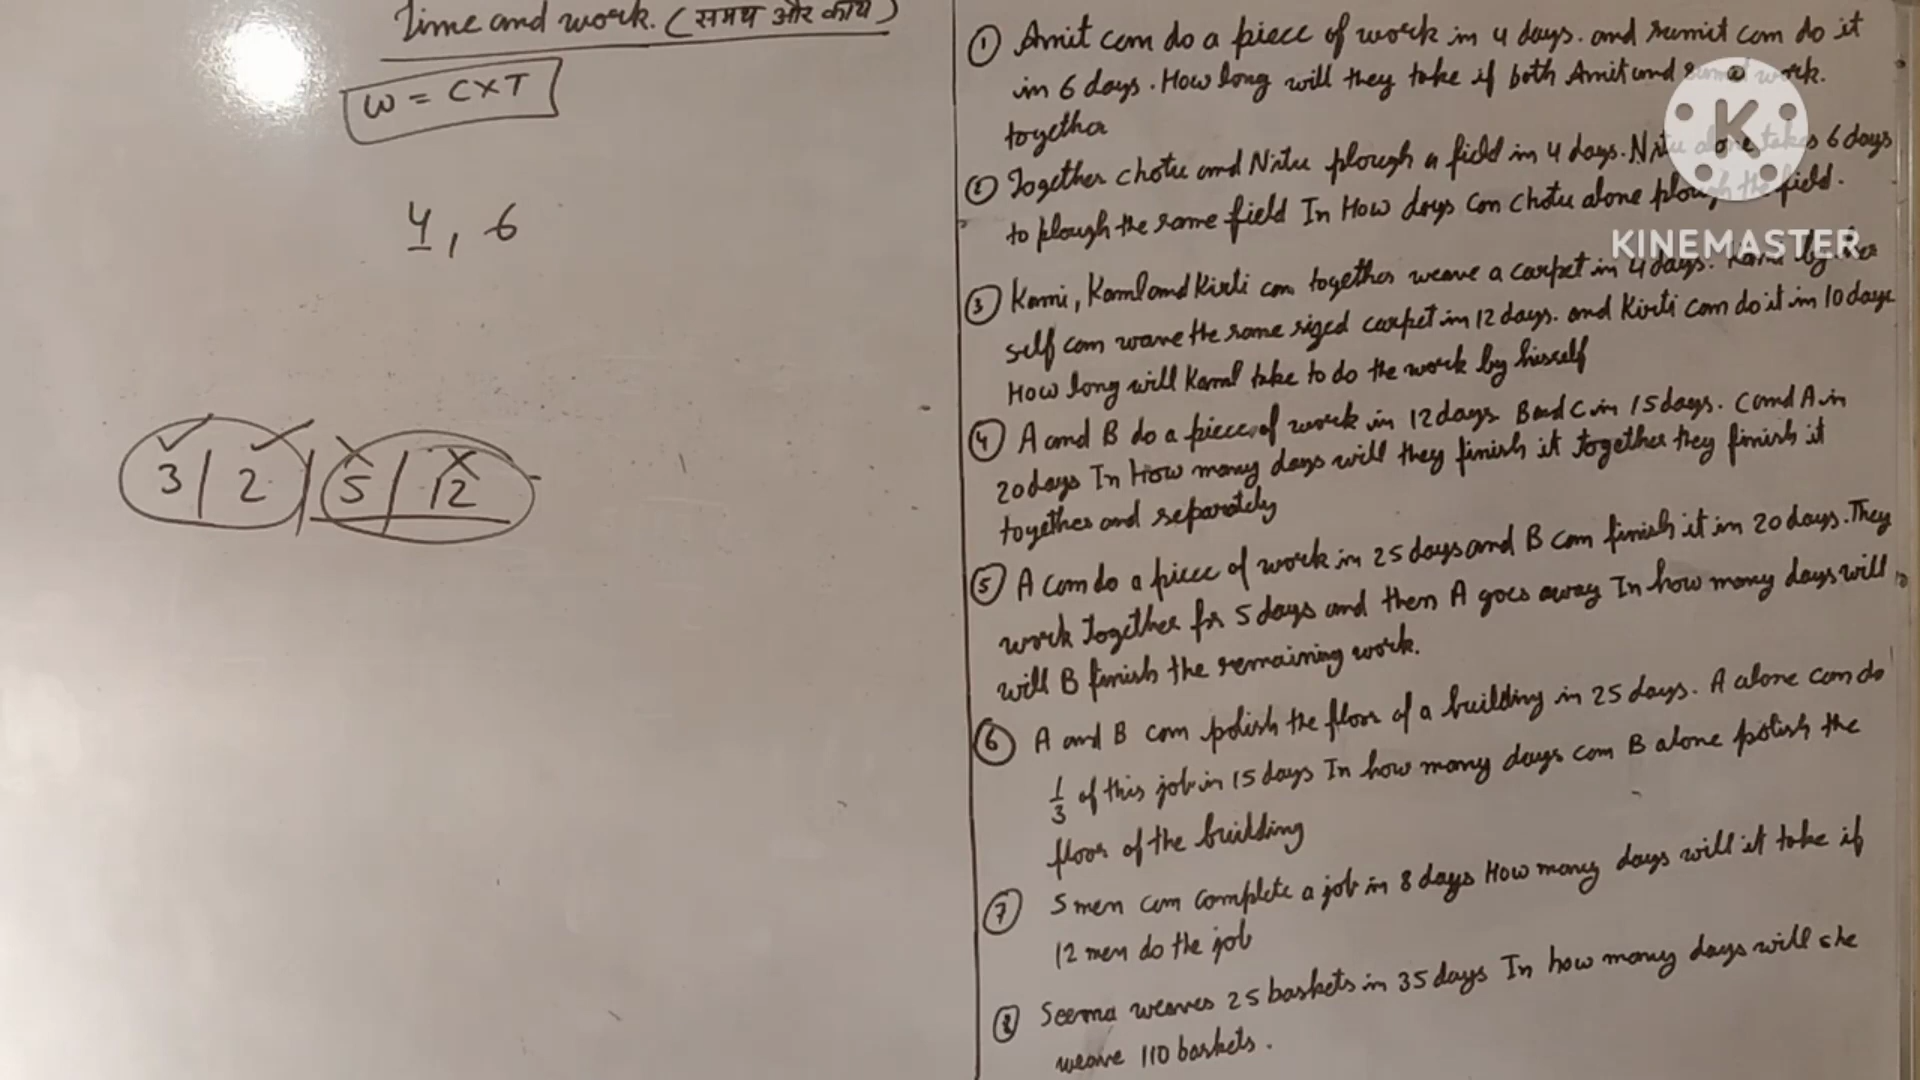 Time and work. (समय और कार्य)
W = C × T
4, 6
3 | 2 | 5 | 12
① Amit can do a piece of work in 4 days. and sumit can do it
in 6 days. How long will they take if both Amit and work.
together
② Together chotu and Nitu plough a field in 4 days. Nitu alone takes 6 days
to plough the same field In How days can chotu alone plough the field.
KINEMASTER
③ Kami, Kaml and Kirti can together weave a carpet in 4 days. Kami by her
self can wave the same sized carpet in 12 days. and Kirti can do it in 10 days
How long will Kaml take to do the work by hiself
④ A and B do a piece of work in 12 days B and C in 15 days. C and A in
20 days In How many days will they finish it together they finish it
together and separately
⑤ A can do a piece of work in 25 days and B can finish it in 20 days. They
work together for 5 days and then A goes away In how many days will
will B finish the remaining work.
⑥ A and B can polish the floor of a building in 25 days. A alone can do
1/3 of this job in 15 days In how many days can B alone polish the
floor of the building
⑦ 5 men can complete a job in 8 days How many days will it take if
12 men do the job
⑧ Seema weaves 25 baskets in 35 days In how many days will she
weave 110 baskets.